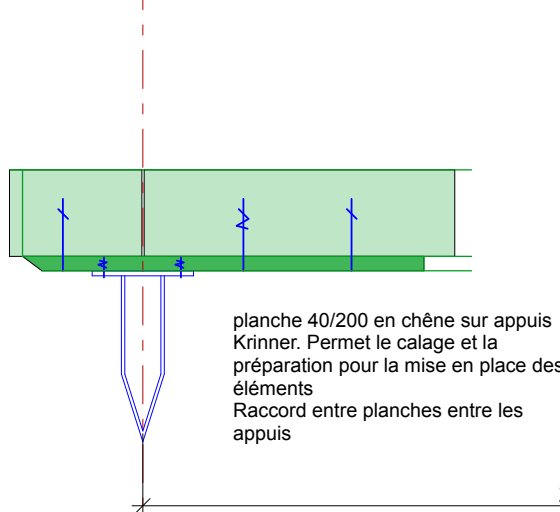 planche 40/200 en chêne sur appuis
Krinner. Permet le calage et la
préparation pour la mise en place des
éléments
Raccord entre planches entre les
appuis